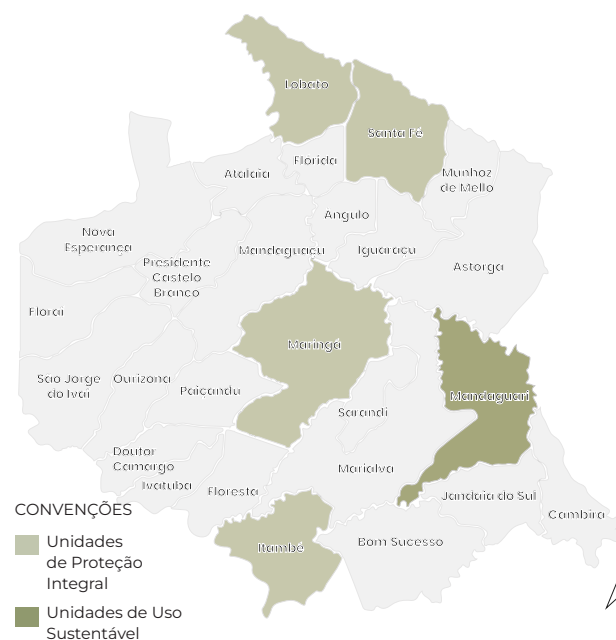 Lobato
Santa Fé
Florida
Atalaia
Munhoz
de Mello
Angulo
Nova
Esperança
Mandaguaçu
Iguaraçu
Presidente
Castelo
Branco
Astorga
Floraí
Maringá
São Jorge
do Ivaí
Ourizona
Paiçandu
Mandaguari
Sarandi
Doutor
Camargo
Marialva
Ivatuba
Floresta
Jandaia do Sul
Cambira
Itambé
Bom Sucesso
CONVENÇÕES
Unidades
de Proteção
Integral
Unidades de Uso
Sustentável